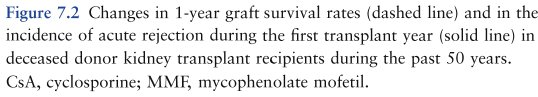 Figure 7.2 Changes in 1-year graft survival rates (dashed line) and in the
incidence of acute rejection during the first transplant year (solid line) in
deceased donor kidney transplant recipients during the past 50 years.
CsA, cyclosporine; MMF, mycophenolate mofetil.